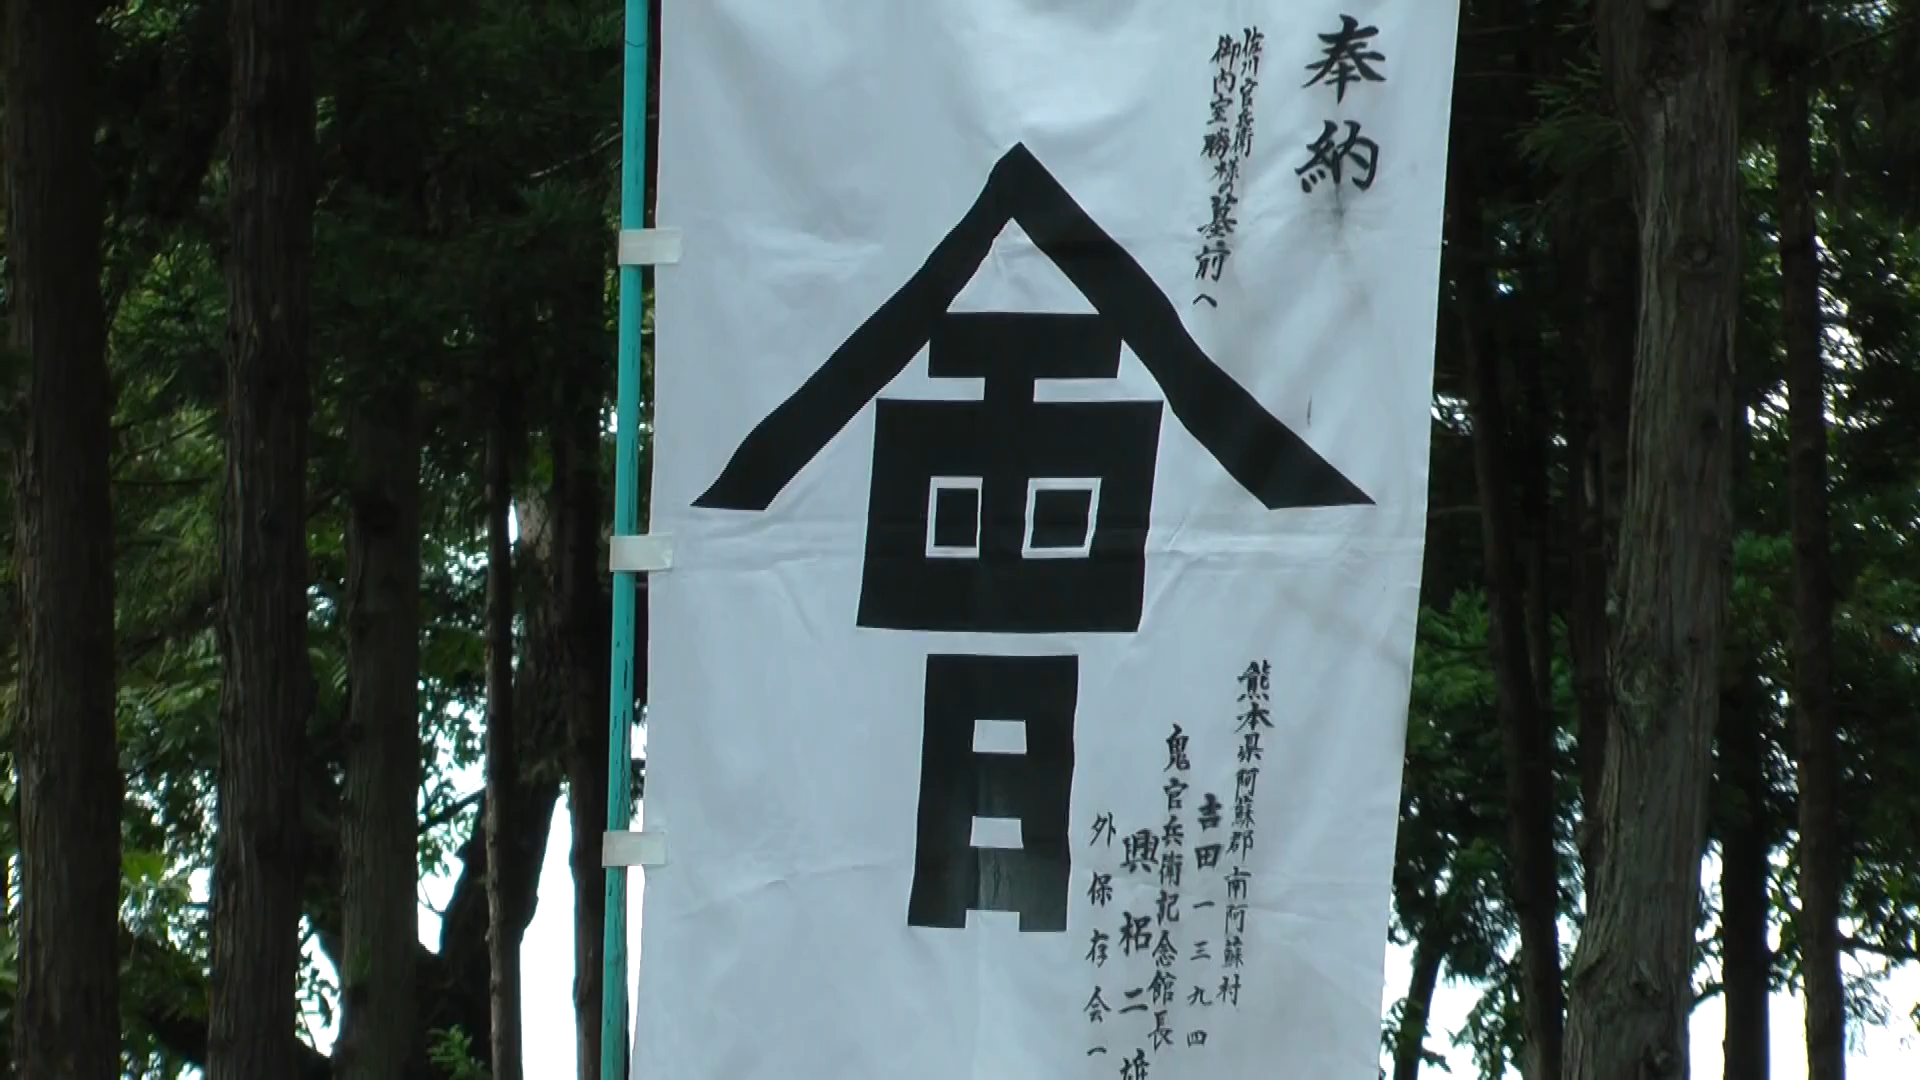 奉納
佐川官兵衛
御内室勝様の墓前へ
會
熊本県阿蘇郡南阿蘇村
吉田一三九四
鬼官兵衛記念館長
興梠二雄
外保存会一